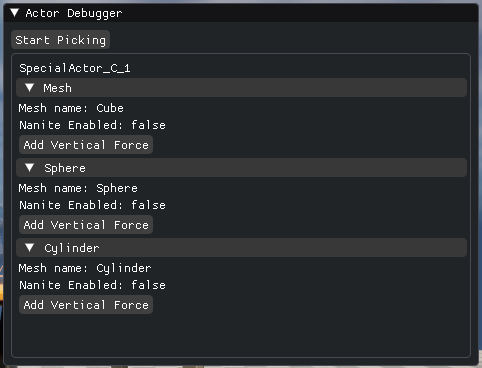 Actor Debugger
Start Picking
SpecialActor_C_1
Mesh
Mesh name: Cube
Nanite Enabled: false
Add Vertical Force
Sphere
Mesh name: Sphere
Nanite Enabled: false
Add Vertical Force
Cylinder
Mesh name: Cylinder
Nanite Enabled: false
Add Vertical Force